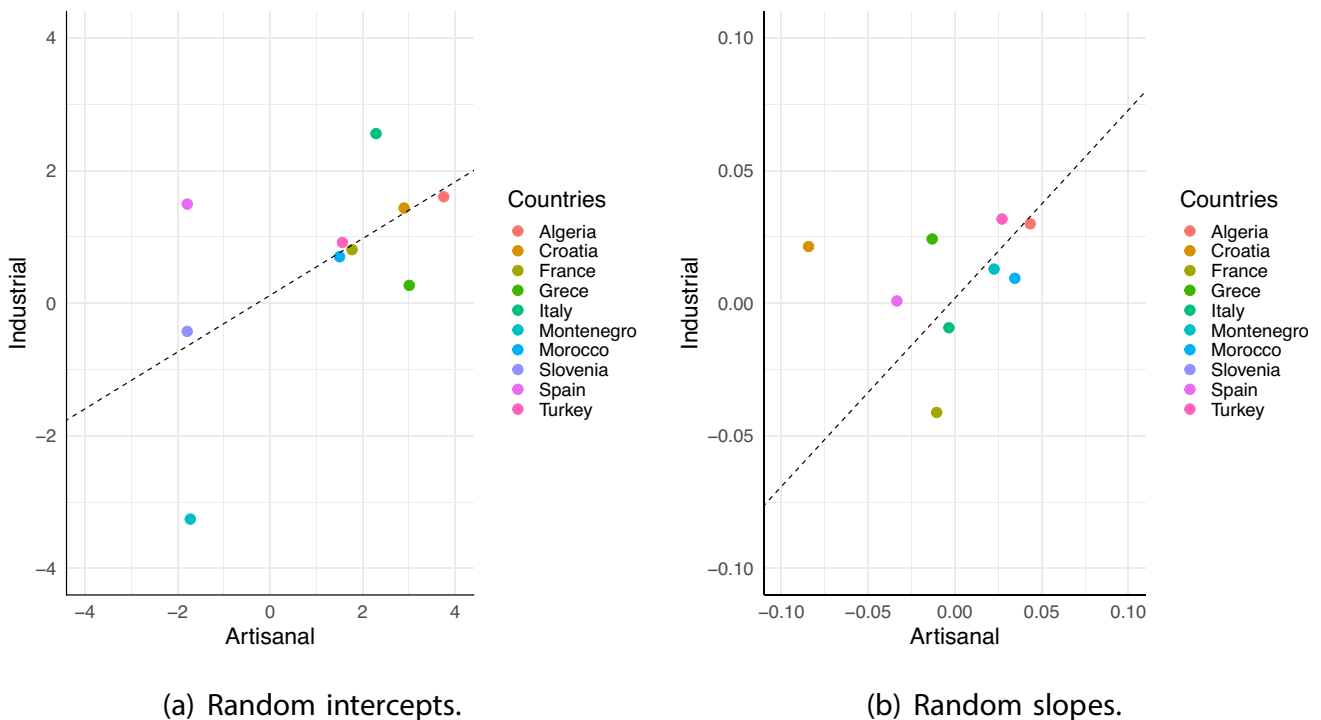 4
2
0
−2
−4
Industrial
−4
−2
0
2
4
Artisanal
Countries
Algeria
Croatia
France
Grece
Italy
Montenegro
Morocco
Slovenia
Spain
Turkey
(a) Random intercepts.
0.10
0.05
0.00
−0.05
−0.10
Industrial
−0.10
−0.05
0.00
0.05
0.10
Artisanal
Countries
Algeria
Croatia
France
Grece
Italy
Montenegro
Morocco
Slovenia
Spain
Turkey
(b) Random slopes.